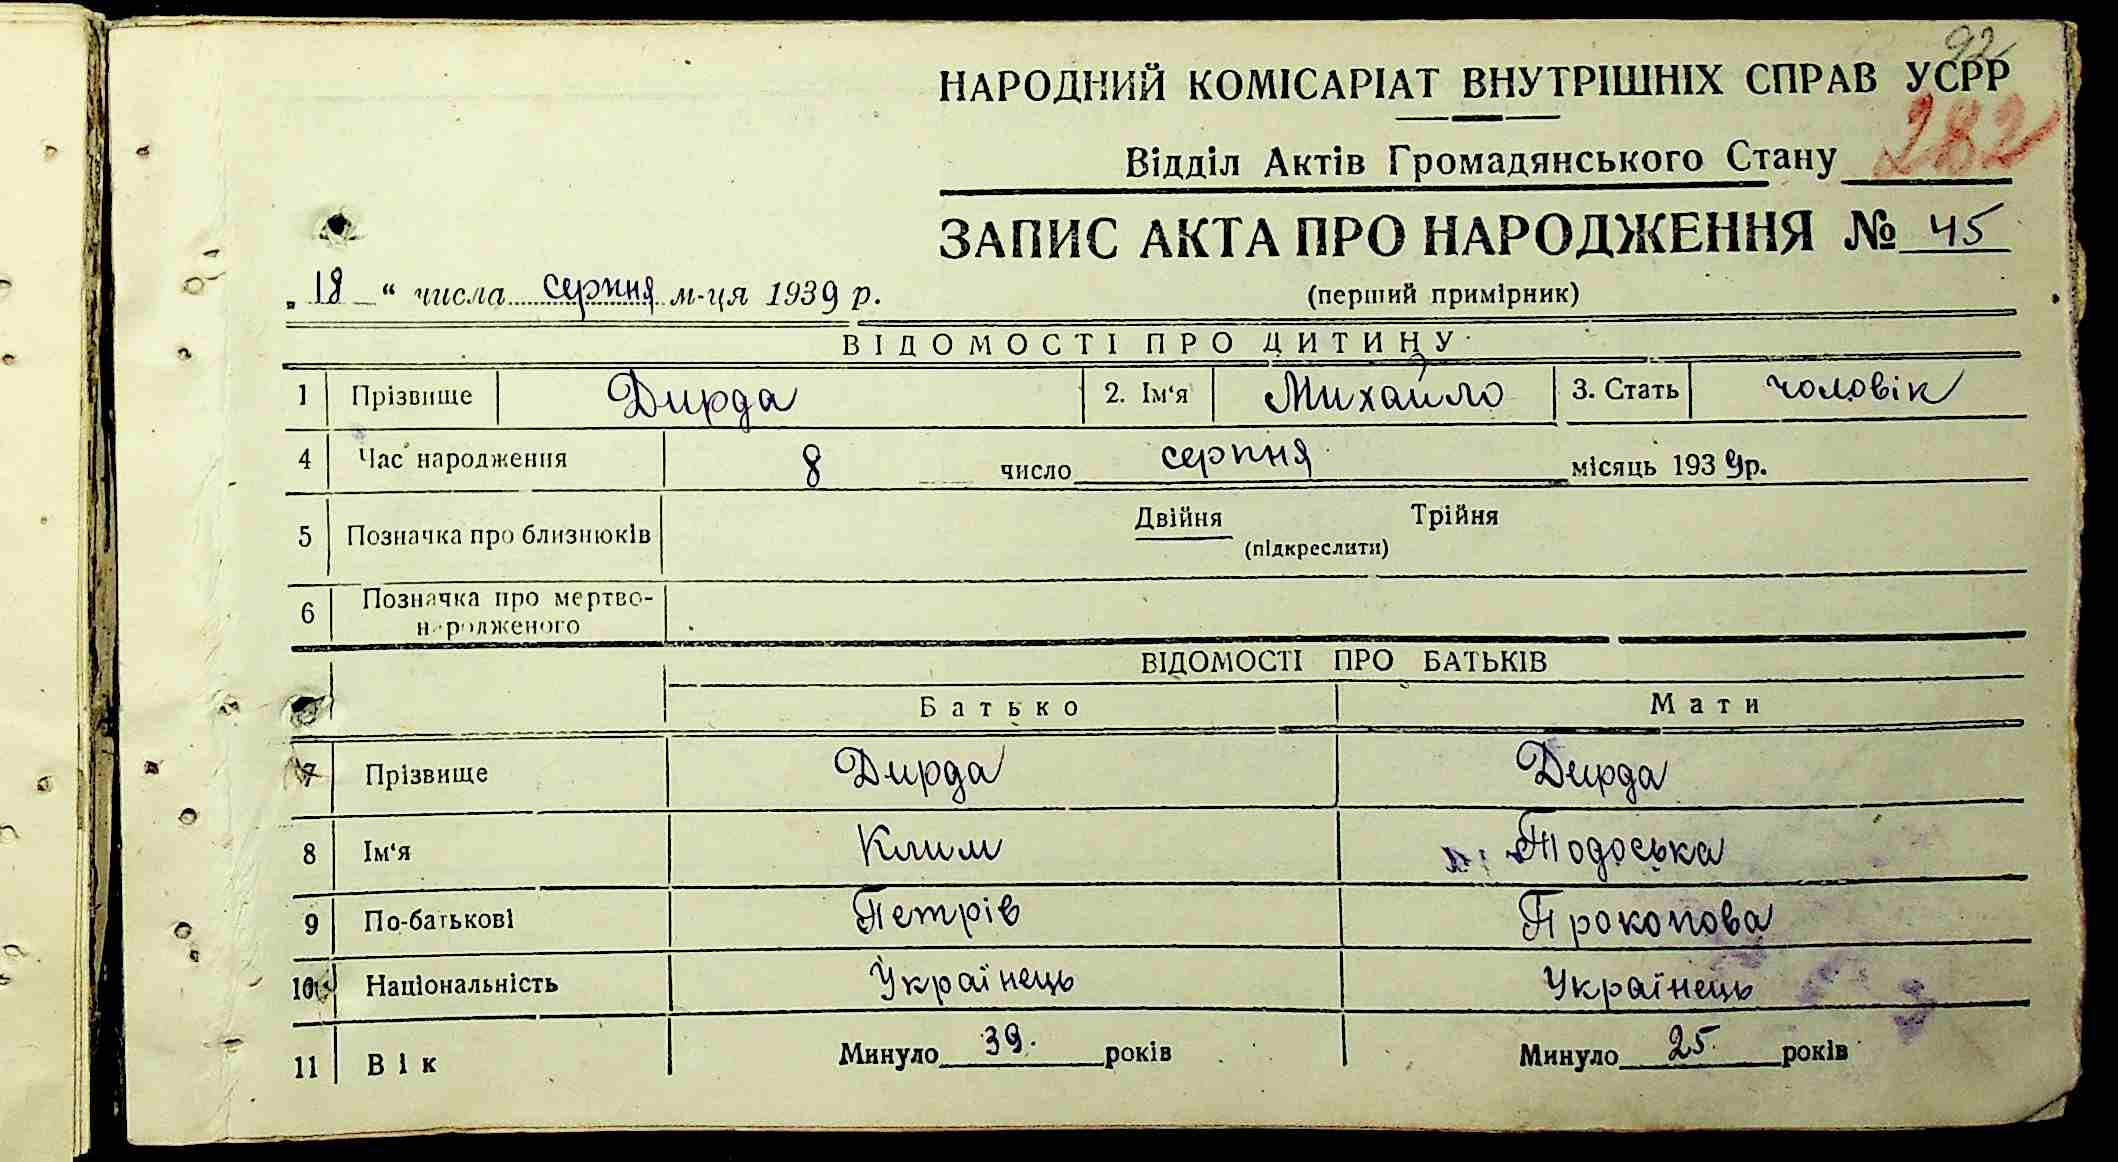 92
НАРОДНИЙ КОМІСАРІАТ ВНУТРІШНІХ СПРАВ УСРР
282
Відділ Актів Громадянського Стану
ЗАПИС АКТА ПРО НАРОДЖЕННЯ № 45
„18“ числа серпня м-ця 1939 р.
(перший примірник)
ВІДОМОСТІ ПРО ДИТИНУ
1 Прізвище Дирда 2. Ім‘я Михайло 3. Стать чоловік
4 Час народження 8 число серпня місяць 1939р.
5 Позначка про близнюків Двійня Трійня
(підкреслити)
6 Позначка про мертво-
народженого
ВІДОМОСТІ ПРО БАТЬКІВ
Батько Мати
7 Прізвище Дирда Дирда
8 Ім‘я Клим Тодоська
9 По-батькові Петрів Прокопова
10 Національність Українець Українець
11 Вік Минуло 39. років Минуло 25. років